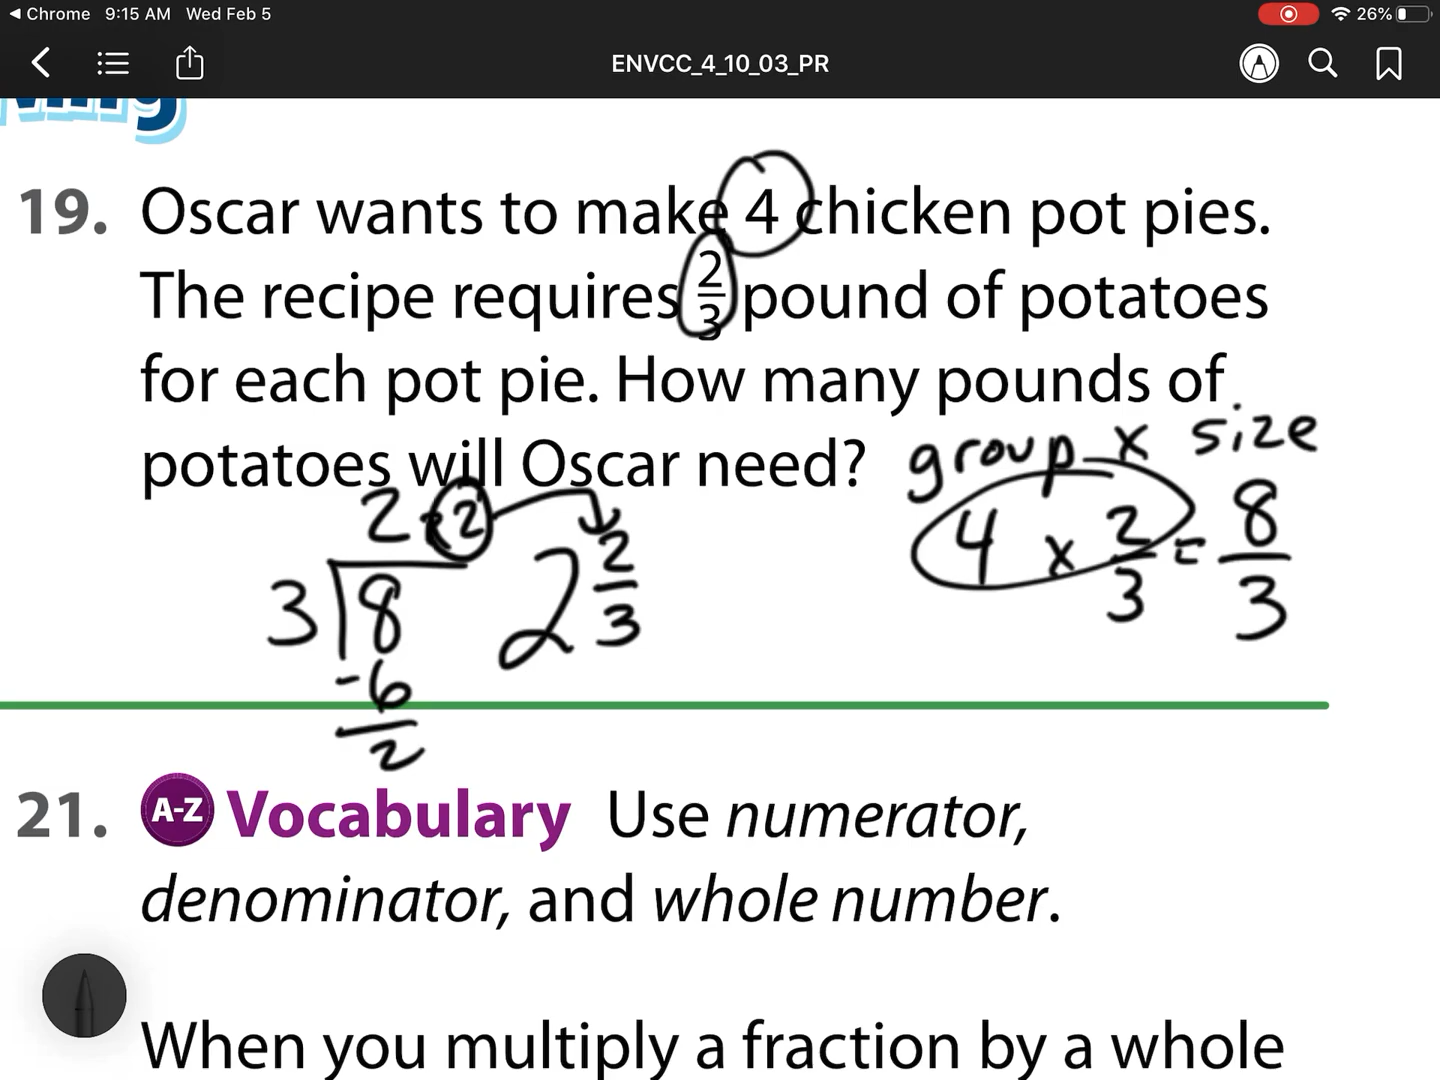 Chrome 9:15 AM Wed Feb 5 26%
ENVCC_4_10_03_PR
19. Oscar wants to make 4 chicken pot pies.
The recipe requires 2/3 pound of potatoes
for each pot pie. How many pounds of
potatoes will Oscar need?
group x size
4 x 2/3 = 8/3
2 R2
3 8 2 2/3
-6
2
21. A-Z Vocabulary Use numerator,
denominator, and whole number.
When you multiply a fraction by a whole